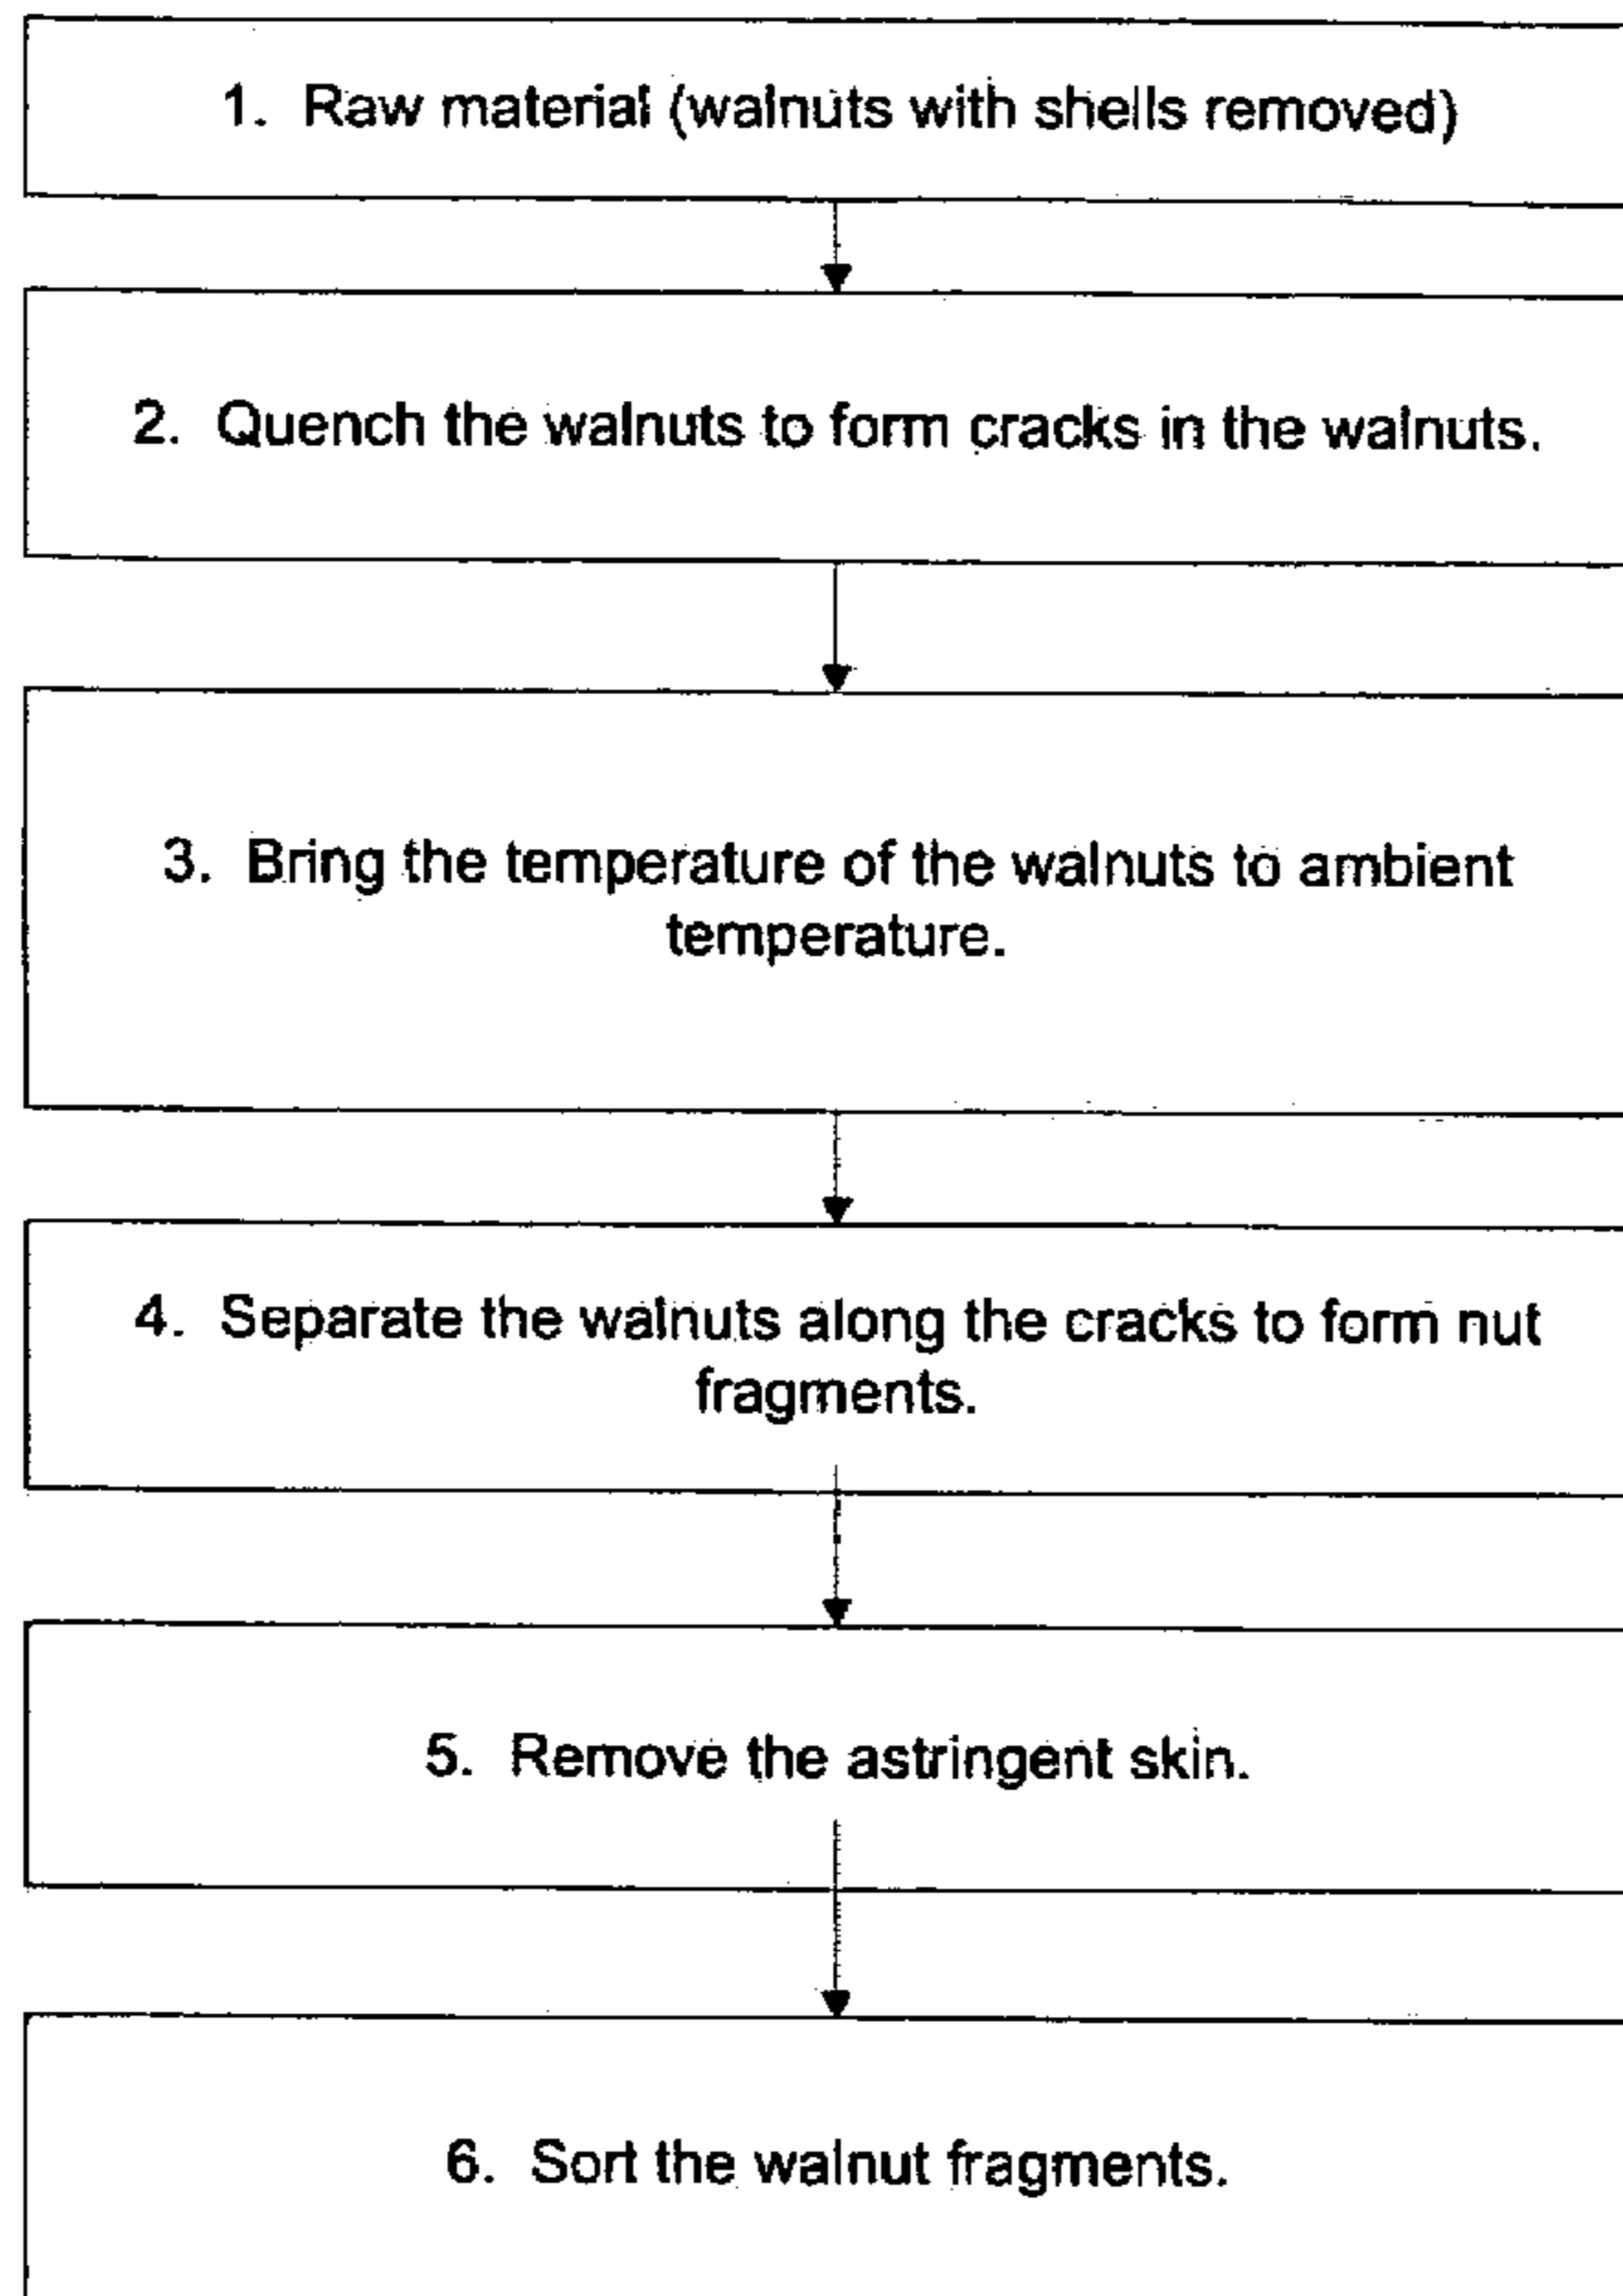 1. Raw material (walnuts with shells removed)
2. Quench the walnuts to form cracks in the walnuts.
3. Bring the temperature of the walnuts to ambient
temperature.
4. Separate the walnuts along the cracks to form nut
fragments.
5. Remove the astringent skin.
6. Sort the walnut fragments.